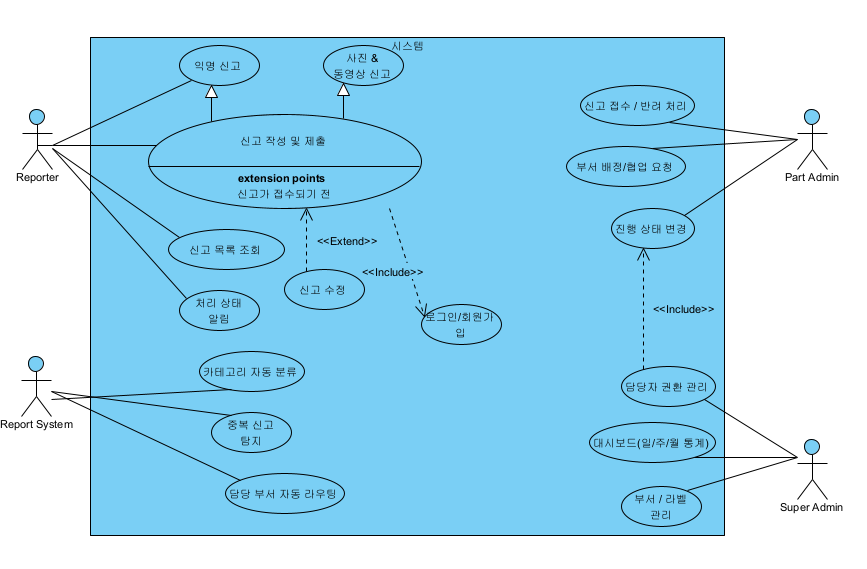 시스템
익명 신고
사진 &
동영상 신고
신고 작성 및 제출
extension points
신고가 접수되기 전
Reporter
신고 접수 / 반려 처리
부서 배정/협업 요청
Part Admin
진행 상태 변경
신고 목록 조회
<<Extend>>
<<Include>>
신고 수정
처리 상태
알림
로그인/회원가
입
<<Include>>
카테고리 자동 분류
담당자 권환 관리
Report System
중복 신고
탐지
대시보드(일/주/월 통계)
담당 부서 자동 라우팅
부서 / 라벨
관리
Super Admin